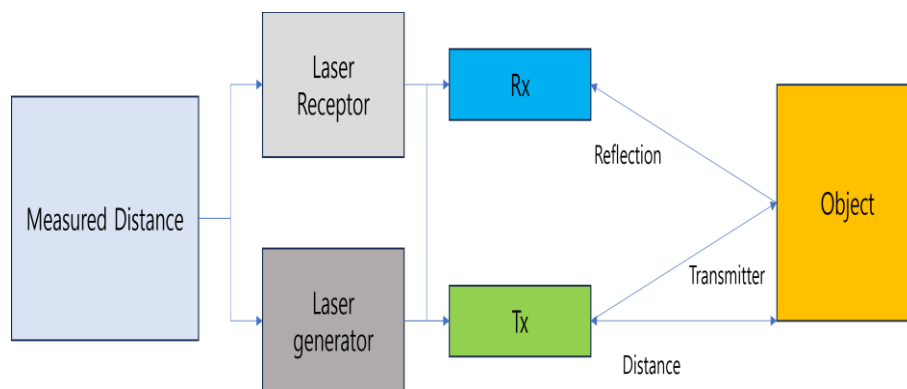 Measured Distance
Laser
Receptor
Laser
generator
Rx
Tx
Reflection
Transmitter
Distance
Object